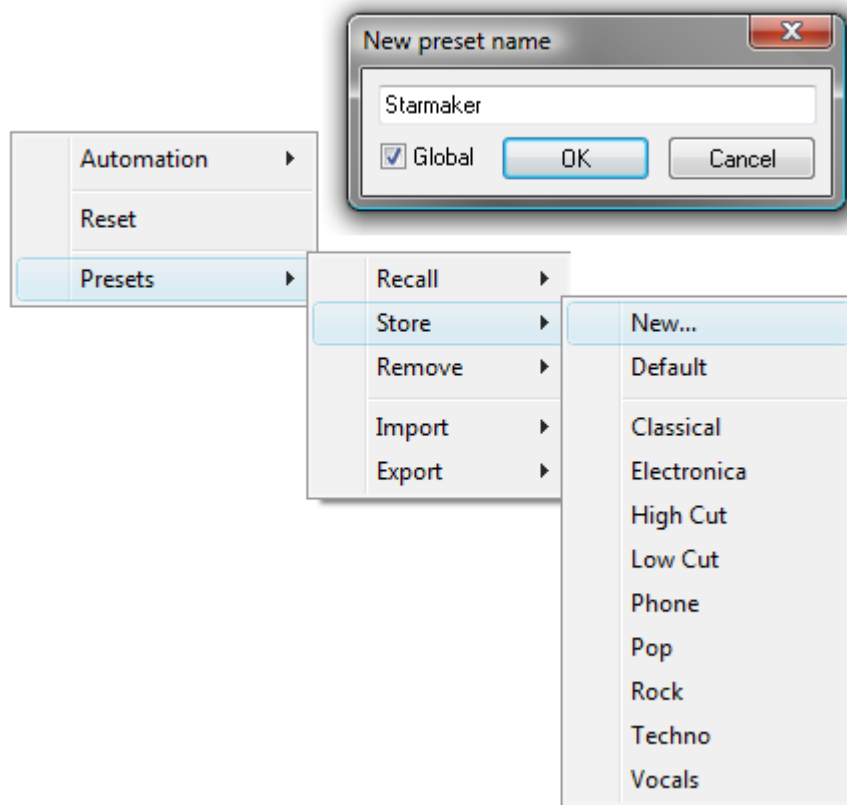 New preset name
Starmaker
Global OK Cancel
Automation
Reset
Presets
Recall
Store
Remove
Import
Export
New...
Default
Classical
Electronica
High Cut
Low Cut
Phone
Pop
Rock
Techno
Vocals